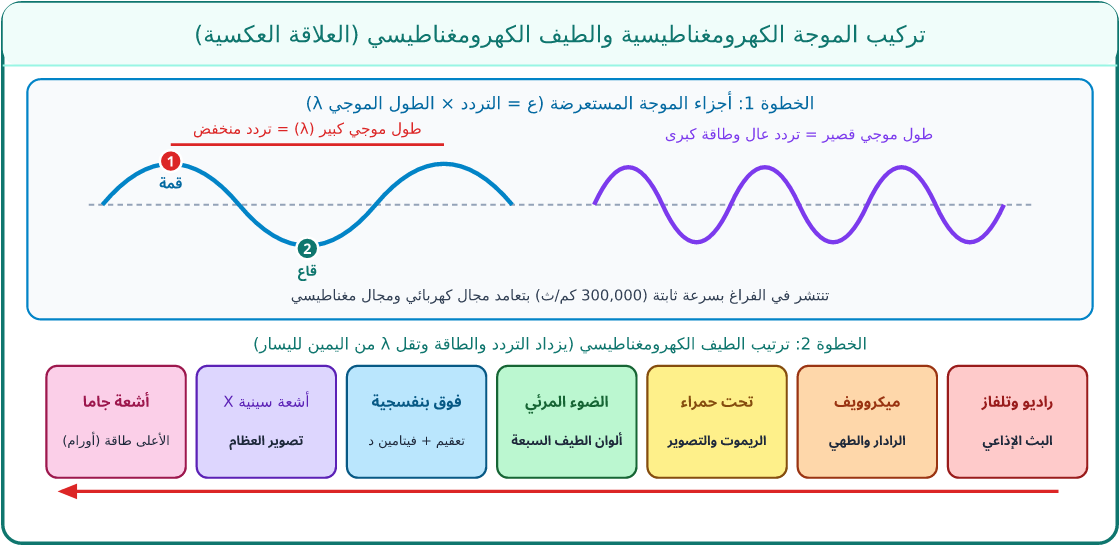 تركيب الموجة الكهرومغناطيسية والطيف الكهرومغناطيسي (العلاقة العكسية)
الخطوة 1: أجزاء الموجة المستعرضة (ع = التردد × الطول الموجي λ)
طول موجي قصير = تردد عال وطاقة كبرى
طول موجي كبير (λ) = تردد منخفض
1
قمة
2
قاع
تنتشر في الفراغ بسرعة ثابتة (300,000 كم/ث) بتعامد مجال كهربائي ومجال مغناطيسي
الخطوة 2: ترتيب الطيف الكهرومغناطيسي (يزداد التردد والطاقة وتقل λ من اليمين لليسار)
راديو وتلفاز
البث الإذاعي
ميكروويف
الرادار والطهي
تحت حمراء
الريموت والتصوير
الضوء المرئي
ألوان الطيف السبعة
فوق بنفسجية
تعقيم + فيتامين د
أشعة سينية X
تصوير العظام
أشعة جاما
الأعلى طاقة (أورام)